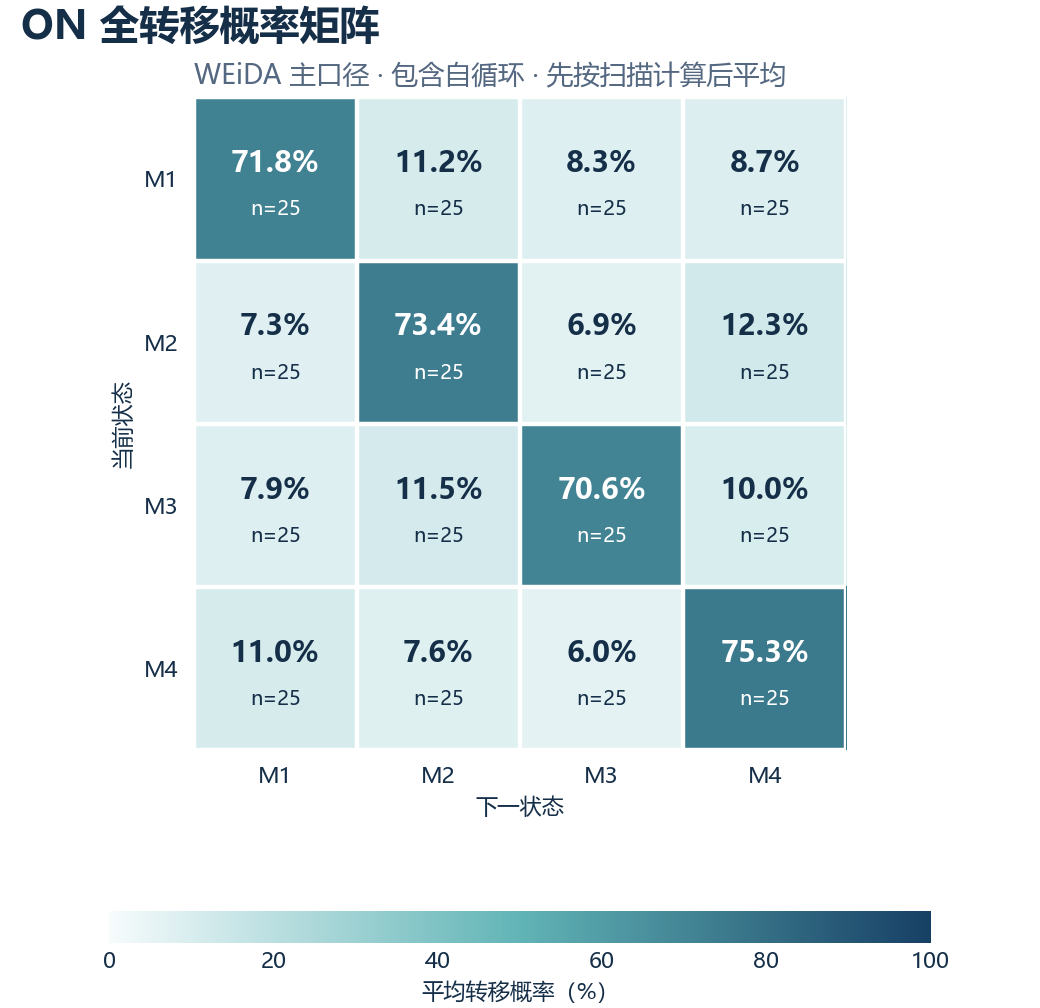 ON 全转移概率矩阵
WEiDA 主口径 · 包含自循环 · 先按扫描计算后平均
71.8% 11.2% 8.3% 8.7%
M1
n=25 n=25 n=25 n=25
7.3% 73.4% 6.9% 12.3%
M2
n=25 n=25 n=25 n=25
当前状态
7.9% 11.5% 70.6% 10.0%
M3
n=25 n=25 n=25 n=25
11.0% 7.6% 6.0% 75.3%
M4
n=25 n=25 n=25 n=25
M1 M2 M3 M4
下一状态
0 20 40 60 80 100
平均转移概率（%）